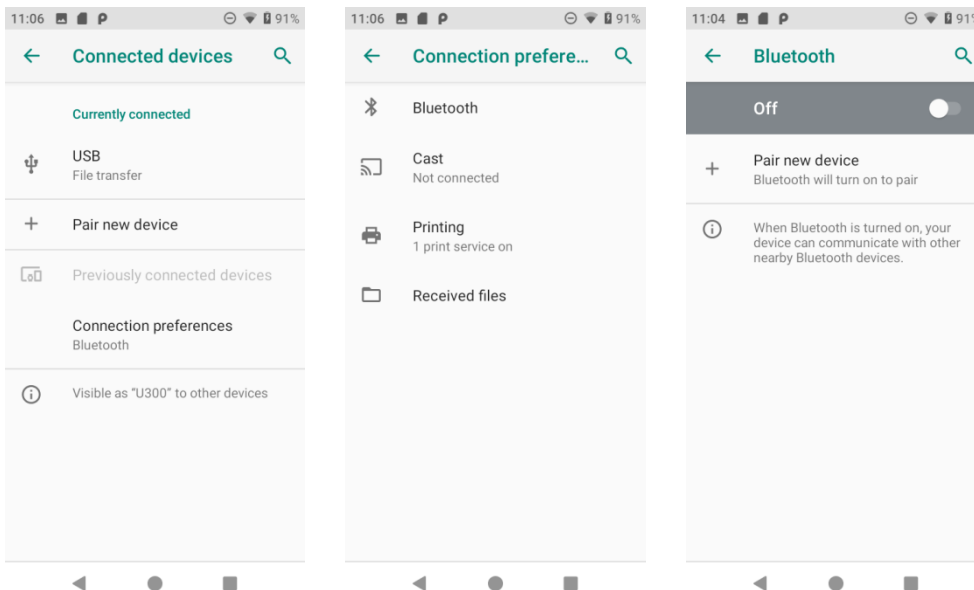 11:06 91%
Connected devices
Currently connected
USB
File transfer
Pair new device
Previously connected devices
Connection preferences
Bluetooth
Visible as "U300" to other devices
11:06 91%
Connection prefere...
Bluetooth
Cast
Not connected
Printing
1 print service on
Received files
11:04 91%
Bluetooth
Off
Pair new device
Bluetooth will turn on to pair
When Bluetooth is turned on, your
device can communicate with other
nearby Bluetooth devices.